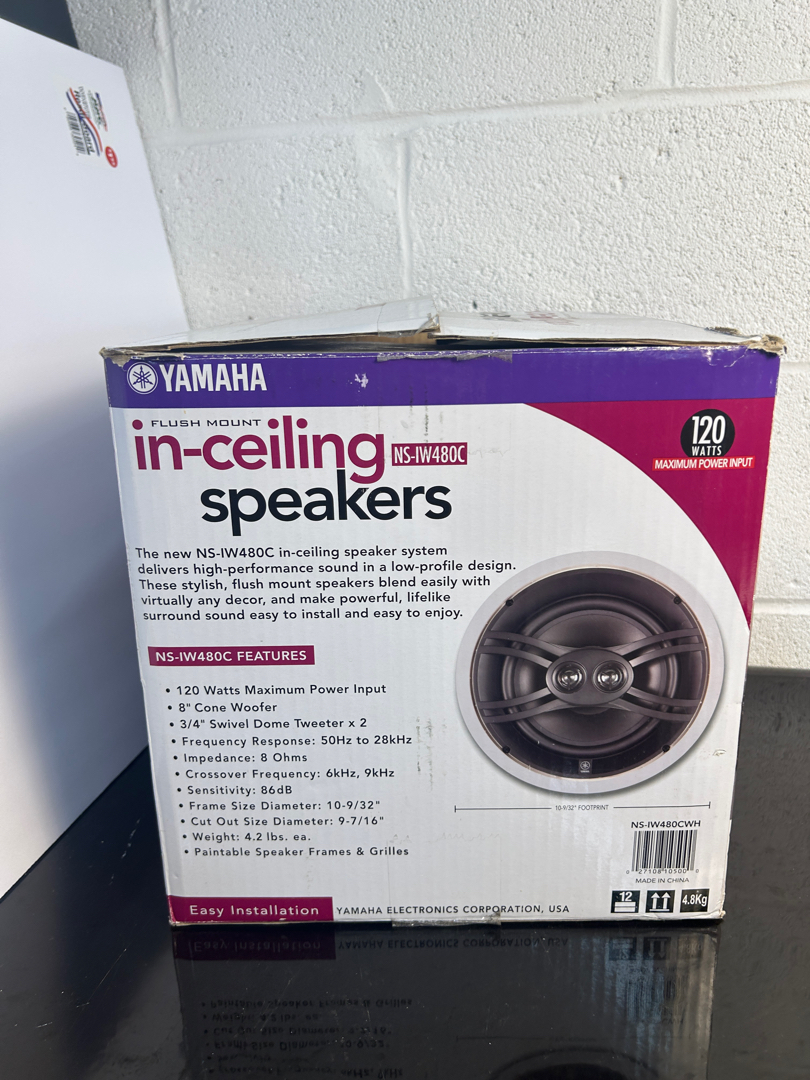 YAMAHA
FLUSH MOUNT
in-ceiling NS-IW480C
speakers
120
WATTS
MAXIMUM POWER INPUT
The new NS-IW480C in-ceiling speaker system
delivers high-performance sound in a low-profile design.
These stylish, flush mount speakers blend easily with
virtually any decor, and make powerful, lifelike
surround sound easy to install and easy to enjoy.
NS-IW480C FEATURES
• 120 Watts Maximum Power Input
• 8" Cone Woofer
• 3/4" Swivel Dome Tweeter x 2
• Frequency Response: 50Hz to 28kHz
• Impedance: 8 Ohms
• Crossover Frequency: 6kHz, 9kHz
• Sensitivity: 86dB
• Frame Size Diameter: 10-9/32"
• Cut Out Size Diameter: 9-7/16"
• Weight: 4.2 lbs. ea.
• Paintable Speaker Frames & Grilles
10-9/32" FOOTPRINT
NS-IW480CWH
0 27108 10500 0
MADE IN CHINA
12
4.8Kg
Easy Installation
YAMAHA ELECTRONICS CORPORATION, USA